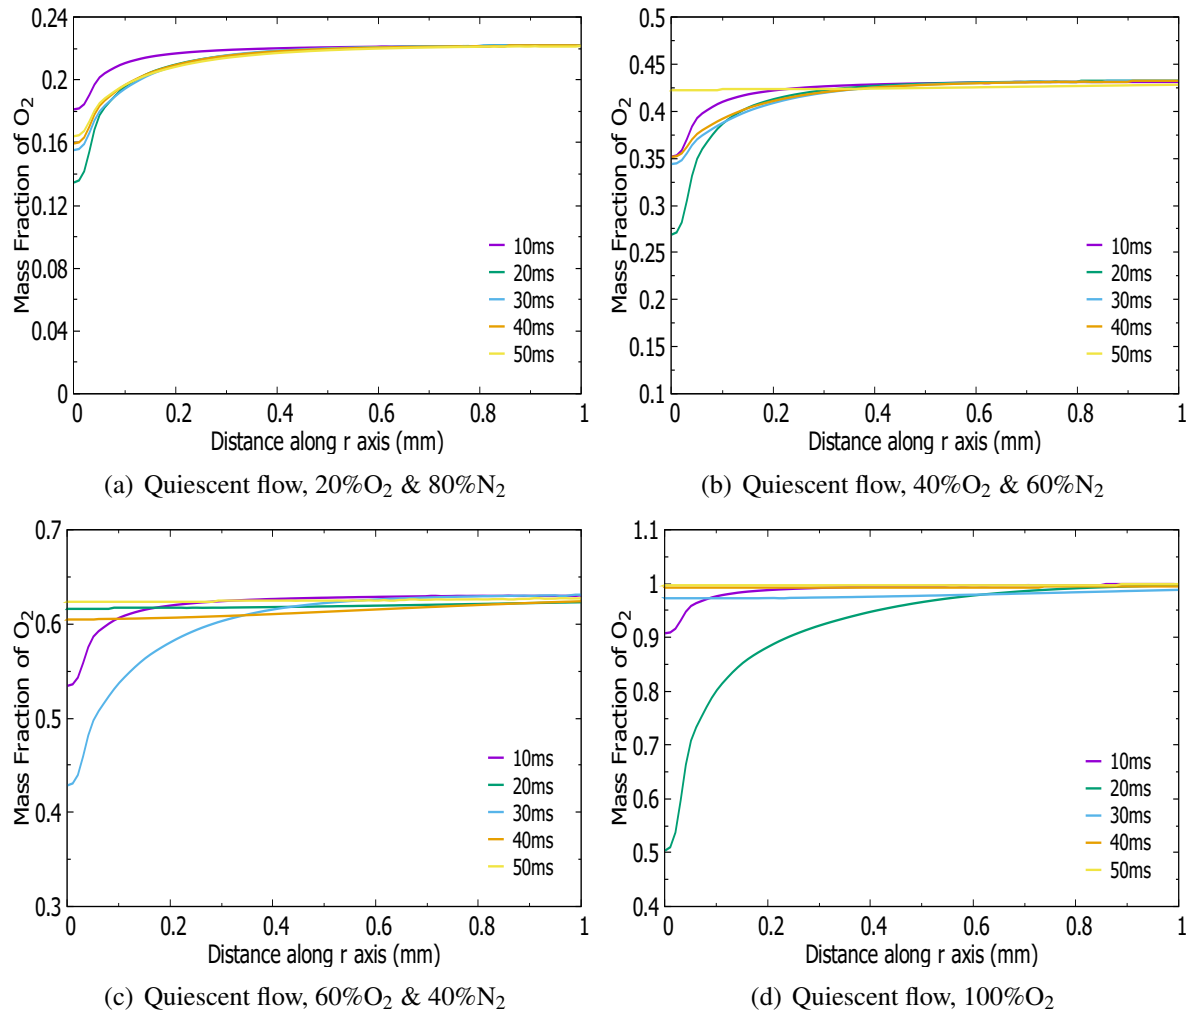 0.24
0.2
0.16
0.12
0.08
0.04
0
Mass Fraction of O₂
10ms
20ms
30ms
40ms
50ms
0 0.2 0.4 0.6 0.8 1
Distance along r axis (mm)
(a) Quiescent flow, 20%O₂ & 80%N₂
0.5
0.45
0.4
0.35
0.3
0.25
0.2
0.15
0.1
Mass Fraction of O₂
10ms
20ms
30ms
40ms
50ms
0 0.2 0.4 0.6 0.8 1
Distance along r axis (mm)
(b) Quiescent flow, 40%O₂ & 60%N₂
0.7
0.6
0.5
0.4
0.3
Mass Fraction of O₂
10ms
20ms
30ms
40ms
50ms
0 0.2 0.4 0.6 0.8 1
Distance along r axis (mm)
(c) Quiescent flow, 60%O₂ & 40%N₂
1.1
1
0.9
0.8
0.7
0.6
0.5
0.4
Mass Fraction of O₂
10ms
20ms
30ms
40ms
50ms
0 0.2 0.4 0.6 0.8 1
Distance along r axis (mm)
(d) Quiescent flow, 100%O₂